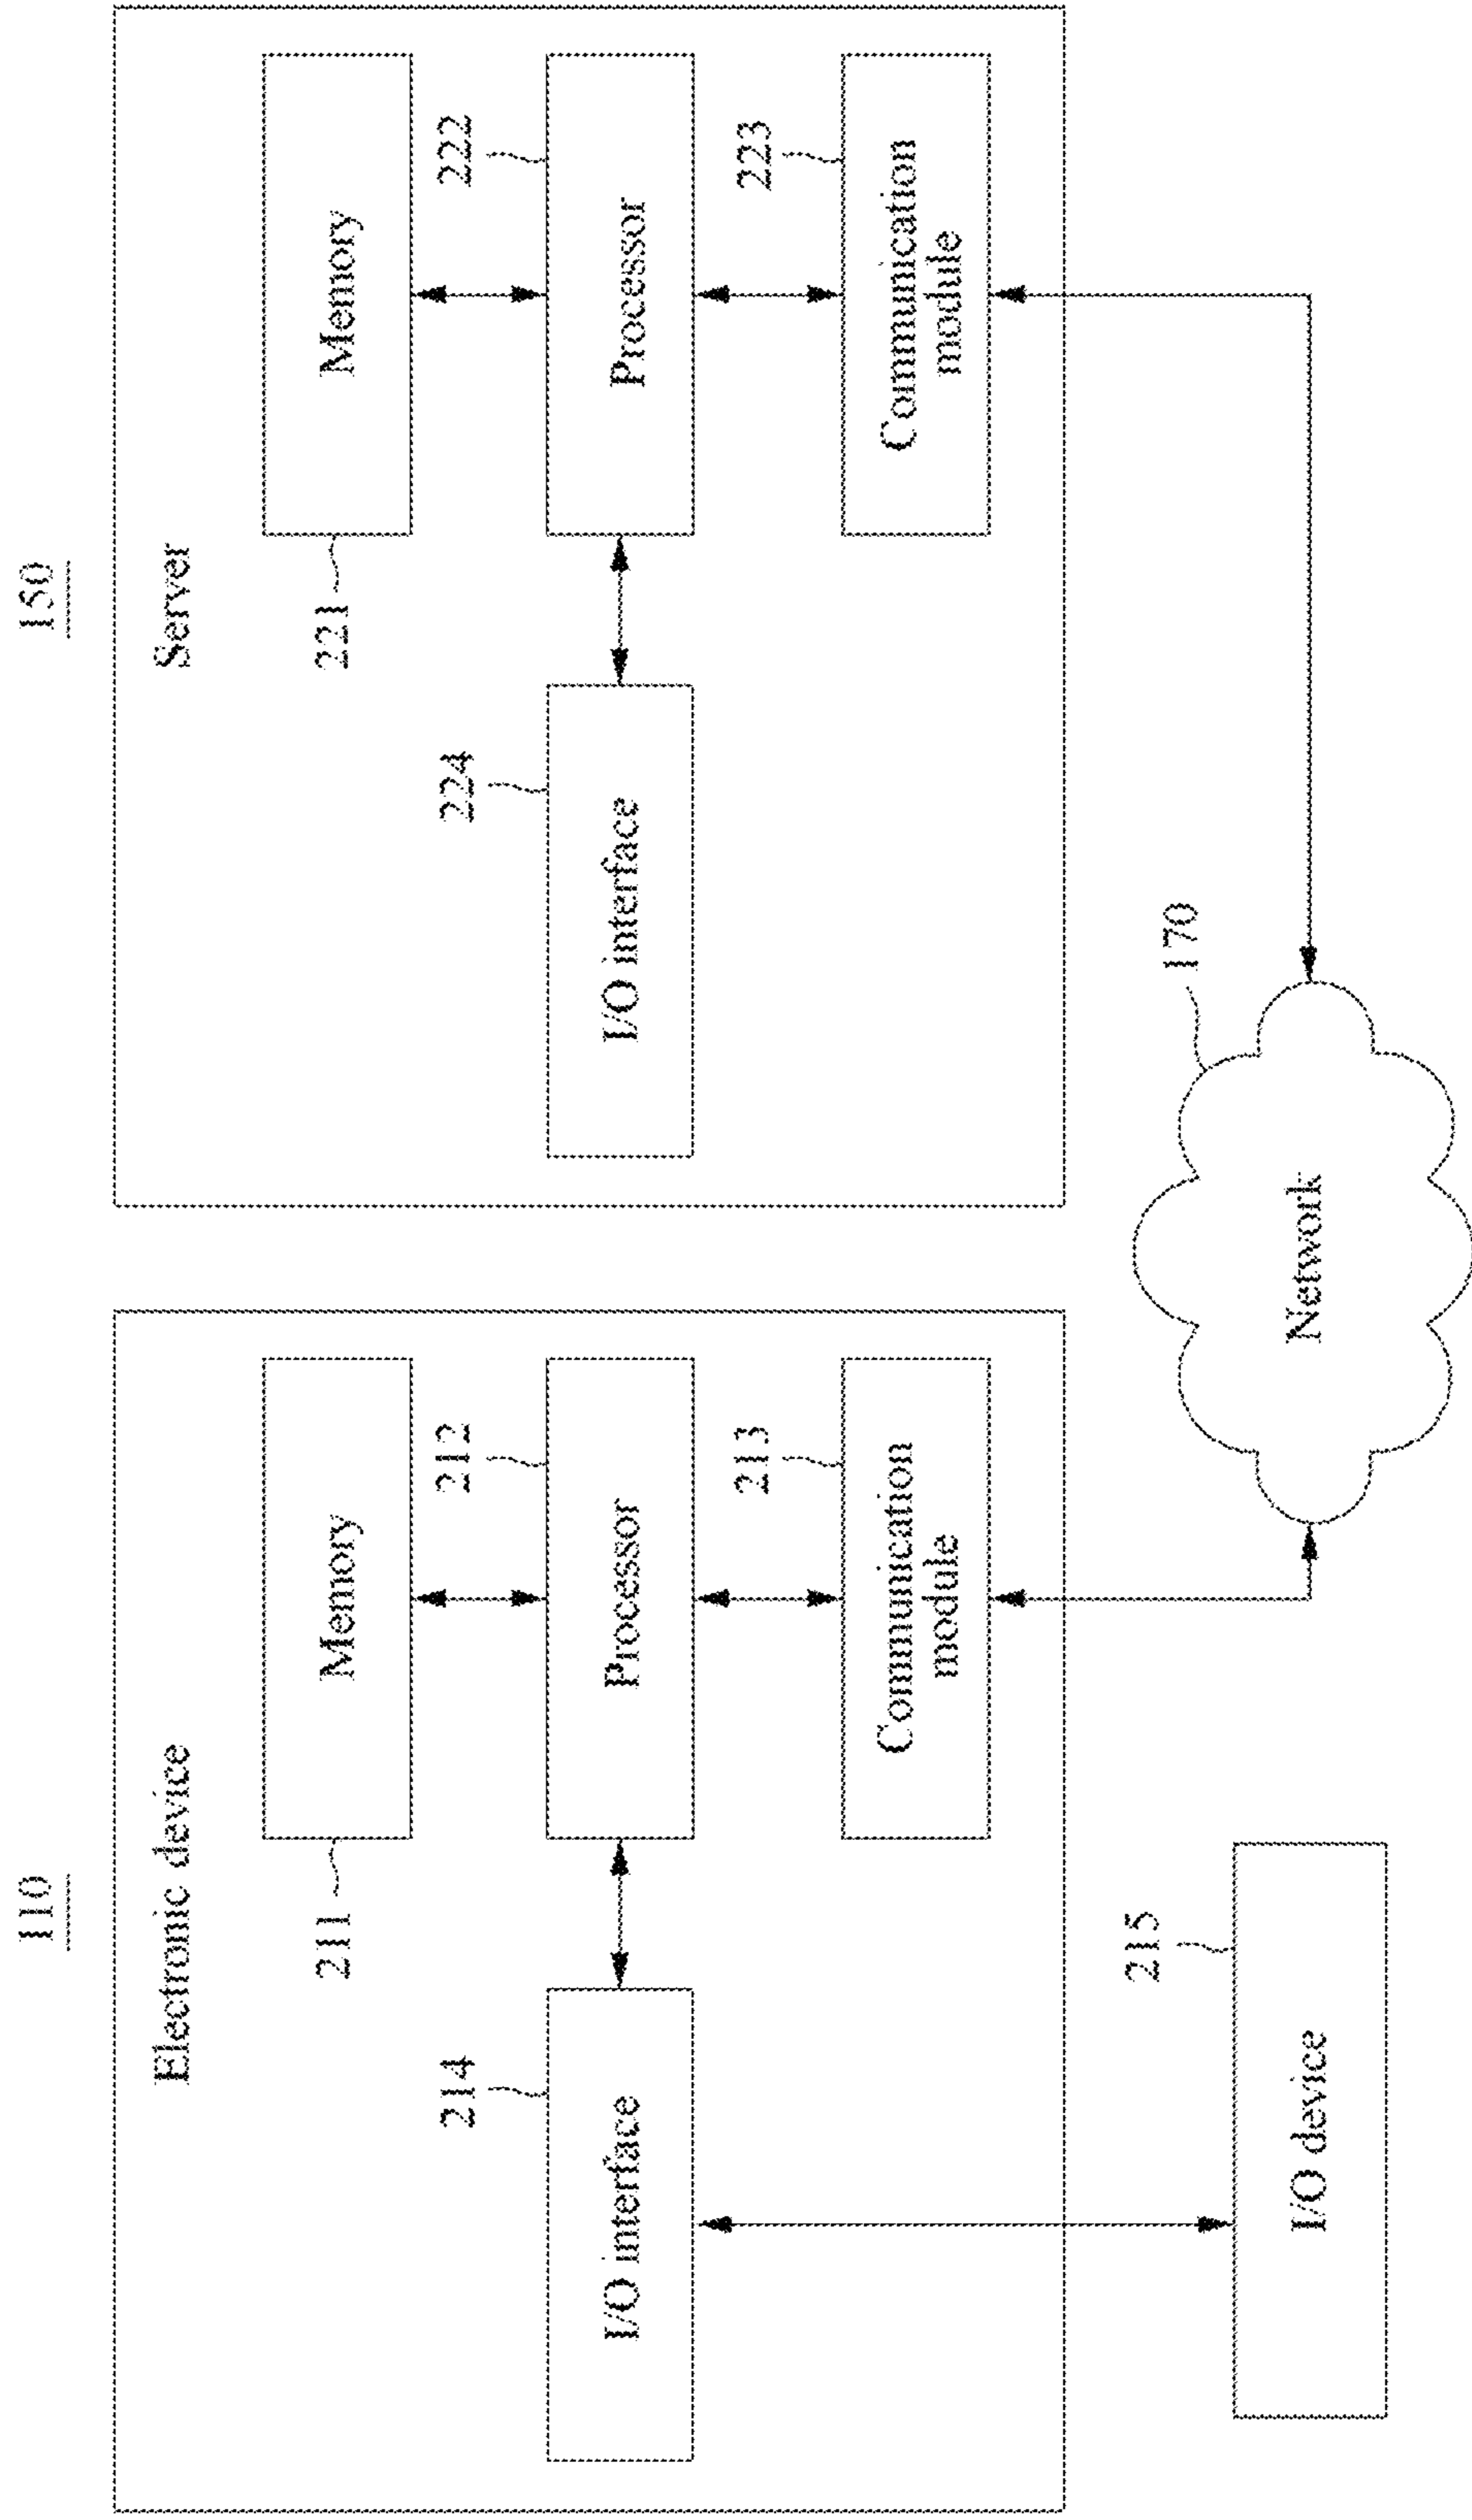 110
Electronic device
211
Memory
212
Processor
214
I/O interface
213
Communication
module
215
I/O device
150
Server
221
Memory
222
Processor
224
I/O interface
223
Communication
module
170
Network